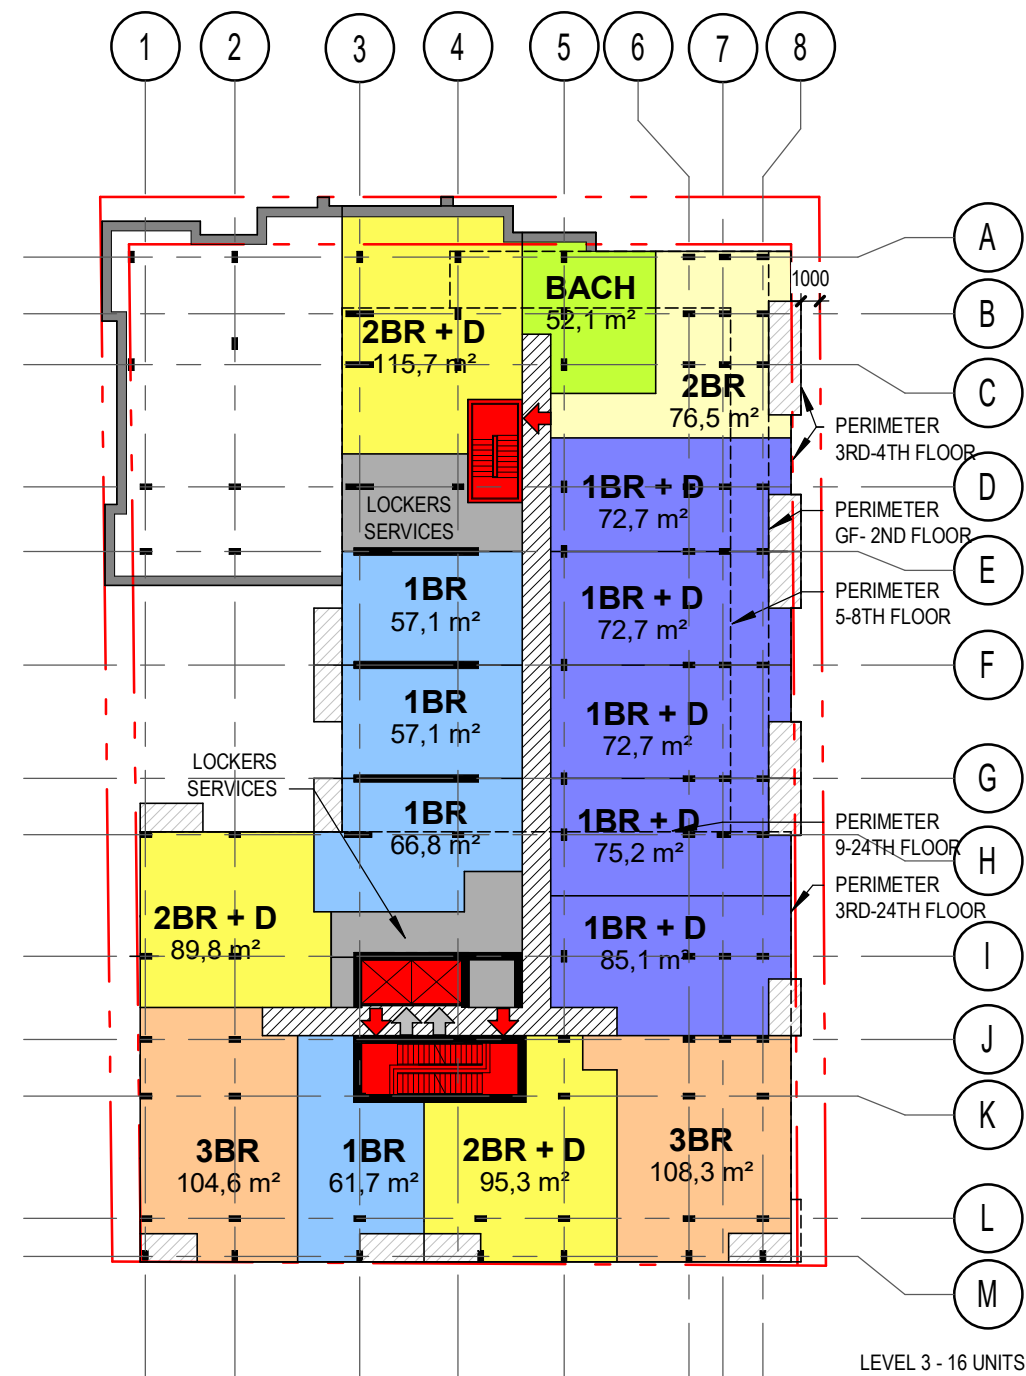 1 2 3 4 5 6 7 8
A
B
C
D
E
F
G
H
I
J
K
L
M
1000
BACH
52,1 m²
2BR + D
115,7 m²
2BR
76,5 m²
PERIMETER
3RD-4TH FLOOR
LOCKERS
SERVICES
1BR + D
72,7 m²
PERIMETER
GF- 2ND FLOOR
1BR
57,1 m²
1BR + D
72,7 m²
PERIMETER
5-8TH FLOOR
1BR
57,1 m²
1BR + D
72,7 m²
LOCKERS
SERVICES
1BR
66,8 m²
1BR + D
75,2 m²
PERIMETER
9-24TH FLOOR
PERIMETER
3RD-24TH FLOOR
2BR + D
89,8 m²
1BR + D
85,1 m²
3BR
104,6 m²
1BR
61,7 m²
2BR + D
95,3 m²
3BR
108,3 m²
LEVEL 3 - 16 UNITS